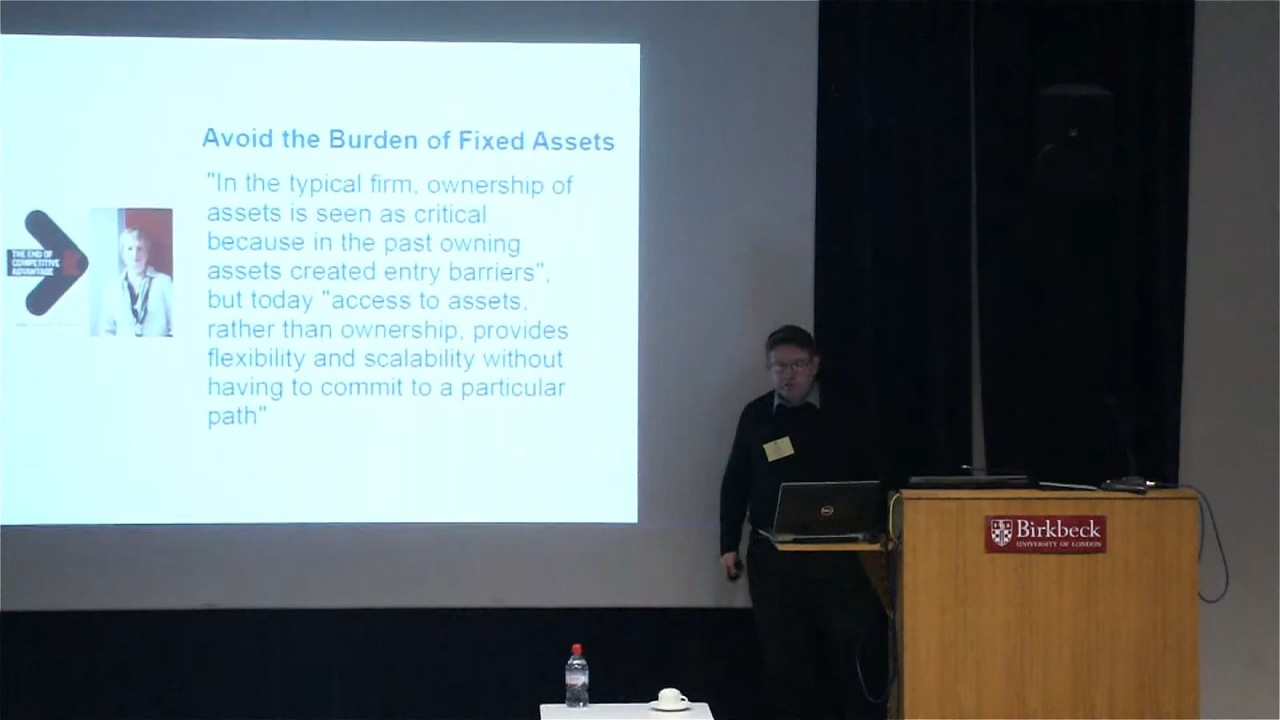 Avoid the Burden of Fixed Assets
"In the typical firm, ownership of
assets is seen as critical
because in the past owning
assets created entry barriers",
but today "access to assets,
rather than ownership, provides
flexibility and scalability without
having to commit to a particular
path"
THE END OF
COMPETITIVE
ADVANTAGE
DELL
Birkbeck
UNIVERSITY OF LONDON